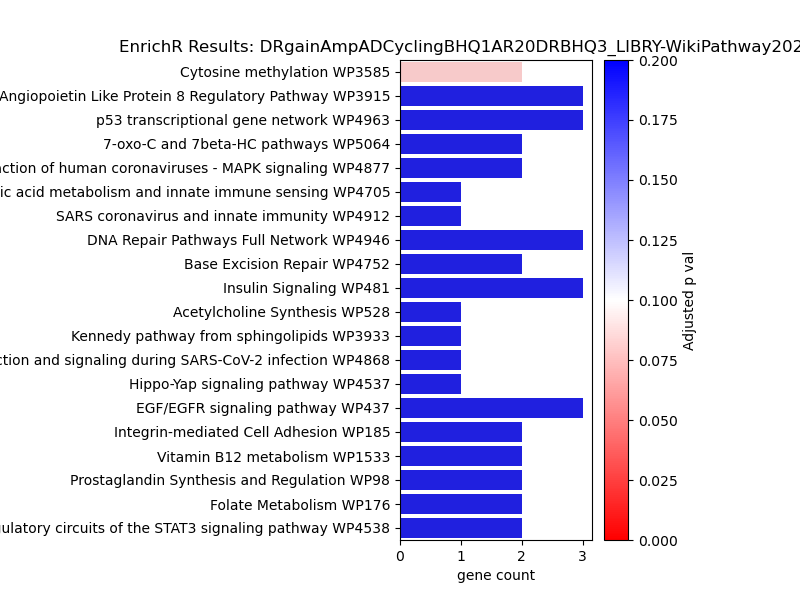 EnrichR Results: DRgainAmpADCyclingBHQ1AR20DRBHQ3_LIBRY-WikiPathway202
Cytosine methylation WP3585
Angiopoietin Like Protein 8 Regulatory Pathway WP3915
p53 transcriptional gene network WP4963
7-oxo-C and 7beta-HC pathways WP5064
of human coronaviruses - MAPK signaling WP4877
acid metabolism and innate immune sensing WP4705
SARS coronavirus and innate immunity WP4912
DNA Repair Pathways Full Network WP4946
Base Excision Repair WP4752
Insulin Signaling WP481
Acetylcholine Synthesis WP528
Kennedy pathway from sphingolipids WP3933
and signaling during SARS-CoV-2 infection WP4868
Hippo-Yap signaling pathway WP4537
EGF/EGFR signaling pathway WP437
Integrin-mediated Cell Adhesion WP185
Vitamin B12 metabolism WP1533
Prostaglandin Synthesis and Regulation WP98
Folate Metabolism WP176
circuits of the STAT3 signaling pathway WP4538
0 1 2 3
gene count
0.200
0.175
0.150
0.125
0.100
0.075
0.050
0.025
0.000
Adjusted p val